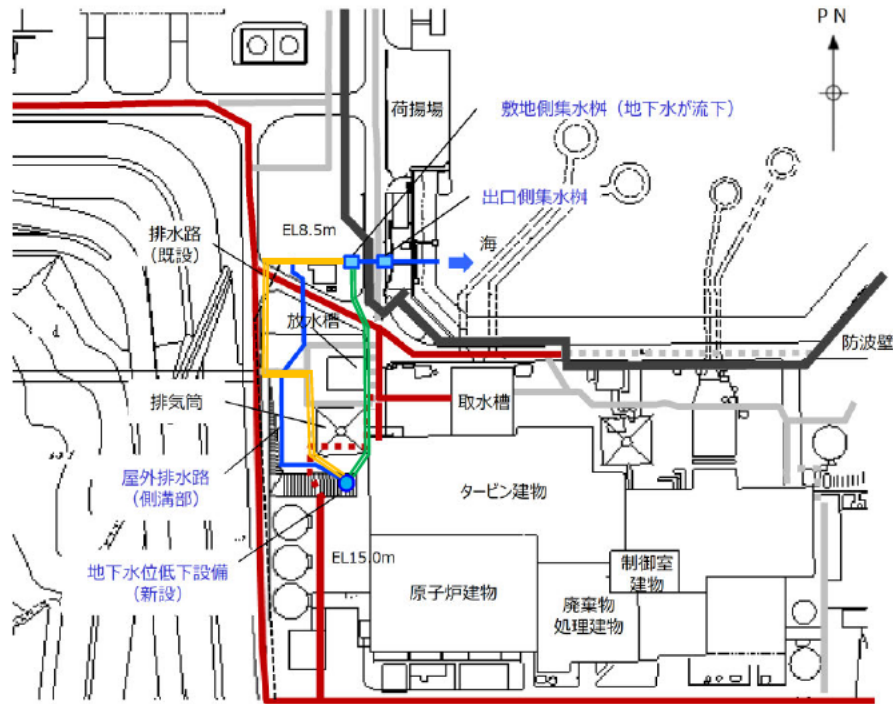 P N
荷揚場
敷地側集水桝（地下水が流下）
出口側集水桝
排水路
（既設）
EL8.5m
海
放水槽
防波壁
排気筒
取水槽
屋外排水路
（側溝部）
タービン建物
地下水位低下設備
（新設）
EL15.0m
制御室
建物
原子炉建物
廃棄物
処理建物